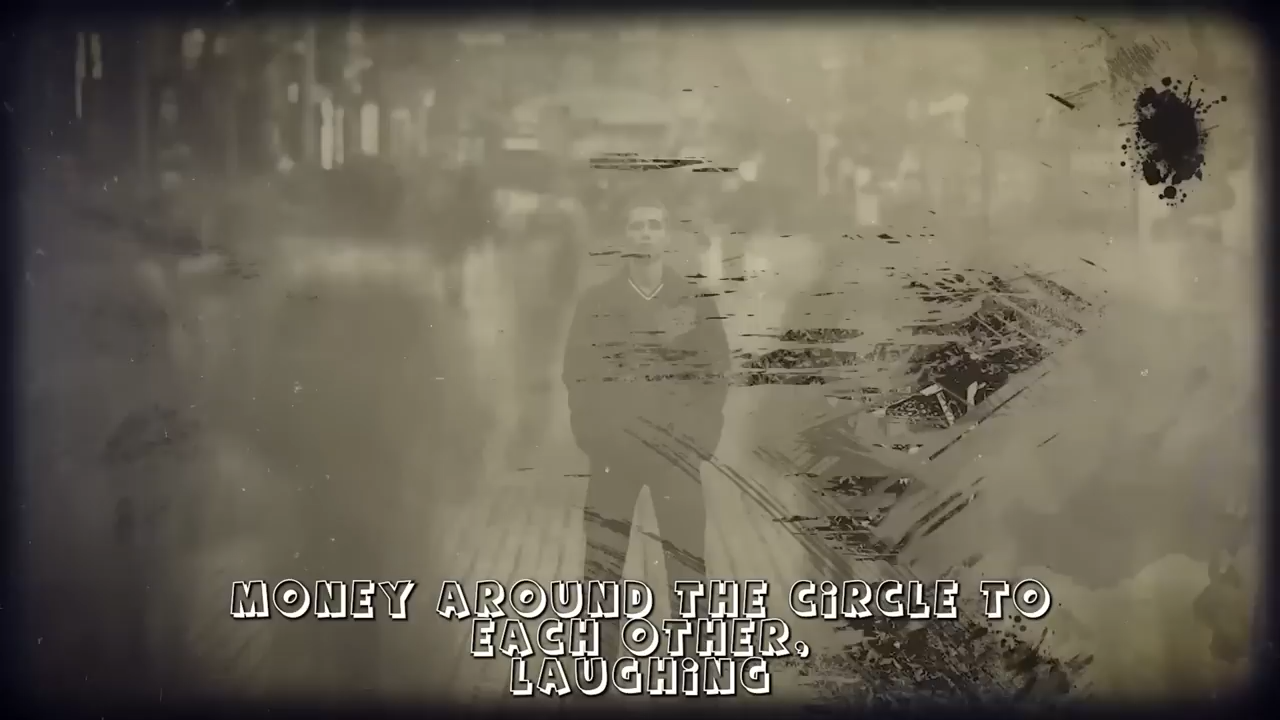 MONEY AROUND THE CiRCLE TO
EACH OTHER,
LAUGHiNG